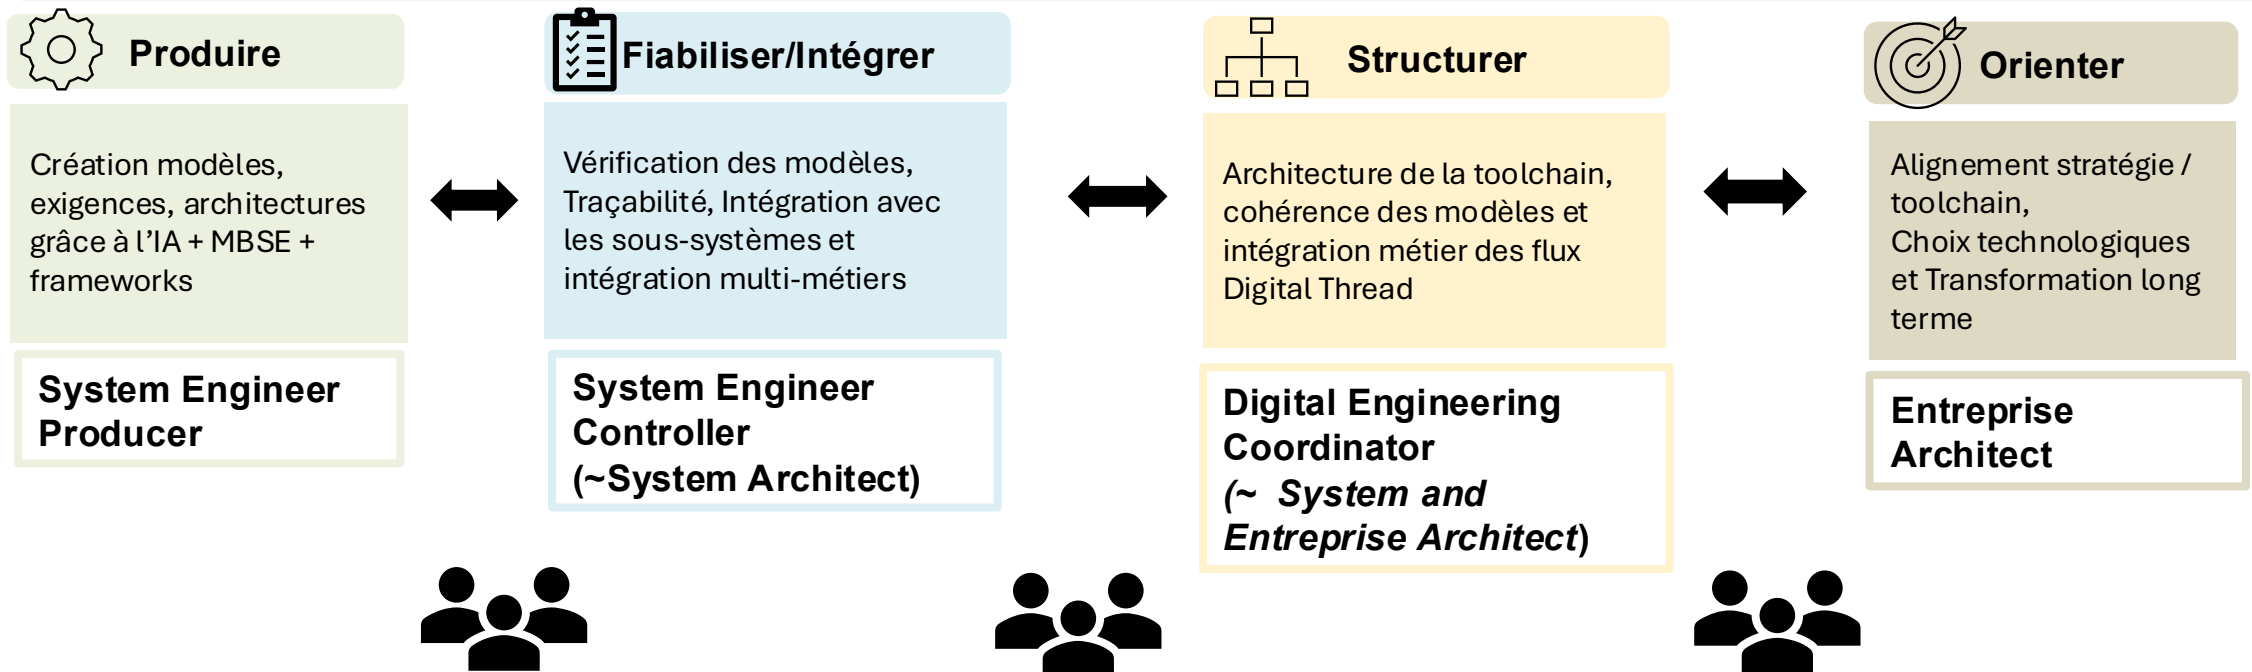 Produire
Création modèles,
exigences, architectures
grâce à l’IA + MBSE +
frameworks
System Engineer
Producer
Fiabiliser/Intégrer
Vérification des modèles,
Traçabilité, Intégration avec
les sous-systèmes et
intégration multi-métiers
System Engineer
Controller
(~System Architect)
Structurer
Architecture de la toolchain,
cohérence des modèles et
intégration métier des flux
Digital Thread
Digital Engineering
Coordinator
(~ System and
Entreprise Architect)
Orienter
Alignement stratégie /
toolchain,
Choix technologiques
et Transformation long
terme
Entreprise
Architect